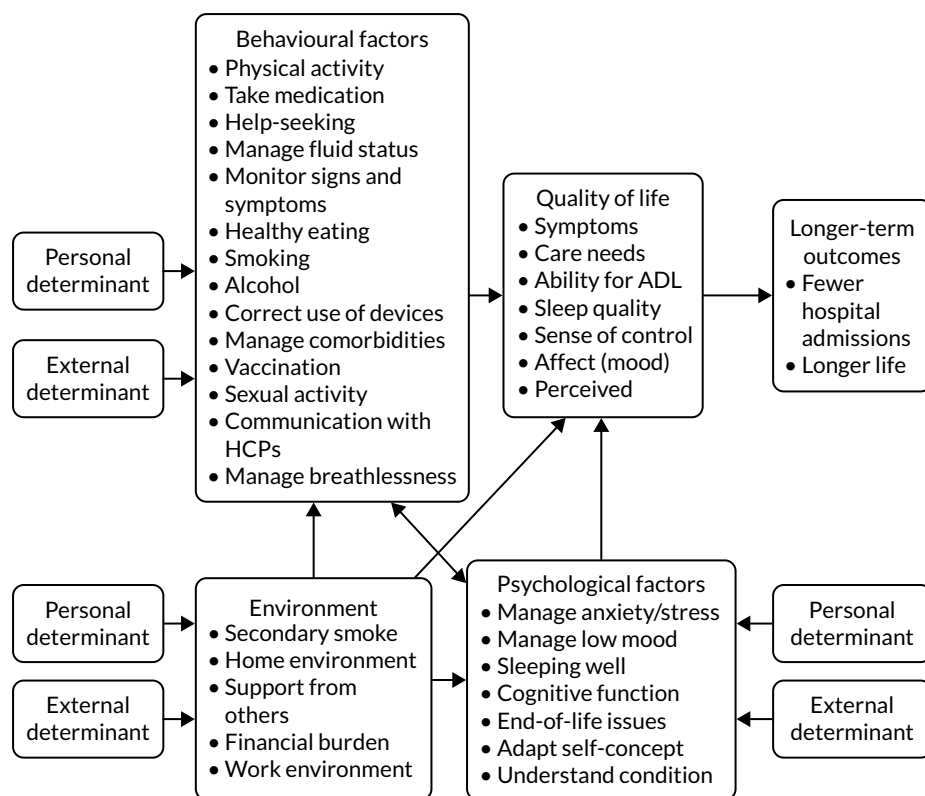 Behavioural factors
• Physical activity
• Take medication
• Help-seeking
• Manage fluid status
• Monitor signs and
symptoms
• Healthy eating
• Smoking
• Alcohol
• Correct use of devices
• Manage comorbidities
• Vaccination
• Sexual activity
• Communication with
HCPs
• Manage breathlessness
Personal
determinant
External
determinant
Quality of life
• Symptoms
• Care needs
• Ability for ADL
• Sleep quality
• Sense of control
• Affect (mood)
• Perceived
Longer-term
outcomes
• Fewer
hospital
admissions
• Longer life
Personal
determinant
External
determinant
Environment
• Secondary smoke
• Home environment
• Support from
others
• Financial burden
• Work environment
Psychological factors
• Manage anxiety/stress
• Manage low mood
• Sleeping well
• Cognitive function
• End-of-life issues
• Adapt self-concept
• Understand condition
Personal
determinant
External
determinant